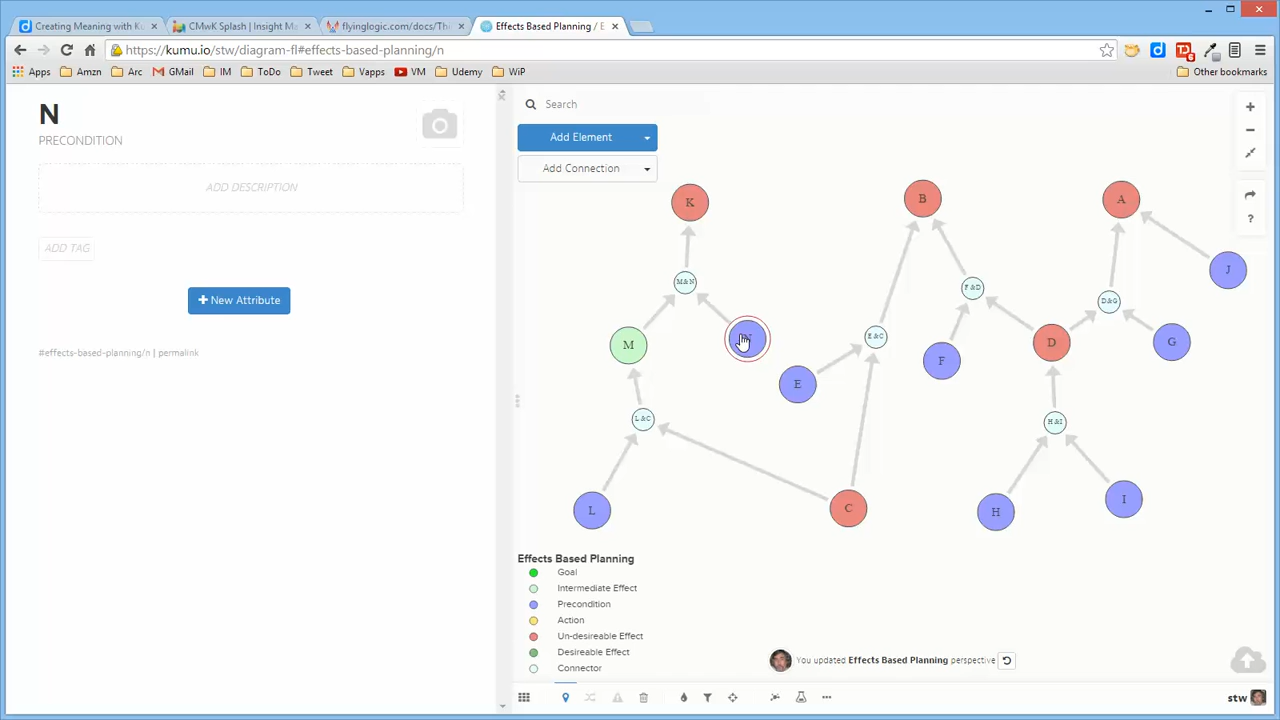 Creating Meaning with Ku
CMwK Splash | Insight Ma
flyinglogic.com/docs/The
Effects Based Planning / E
https://kumu.io/stw/diagram-fl#effects-based-planning/n
Apps
Amzn
Arc
GMail
IM
ToDo
Tweet
Vapps
VM
Udemy
WiP
Other bookmarks
N
PRECONDITION
ADD DESCRIPTION
ADD TAG
+ New Attribute
#effects-based-planning/n | permalink
Search
Add Element
Add Connection
K
B
A
J
M&N
F&D
D&G
M
E&C
E
F
D
G
L&C
H&I
L
C
H
I
Effects Based Planning
Goal
Intermediate Effect
Precondition
Action
Un-desireable Effect
Desireable Effect
Connector
You updated Effects Based Planning perspective
stw